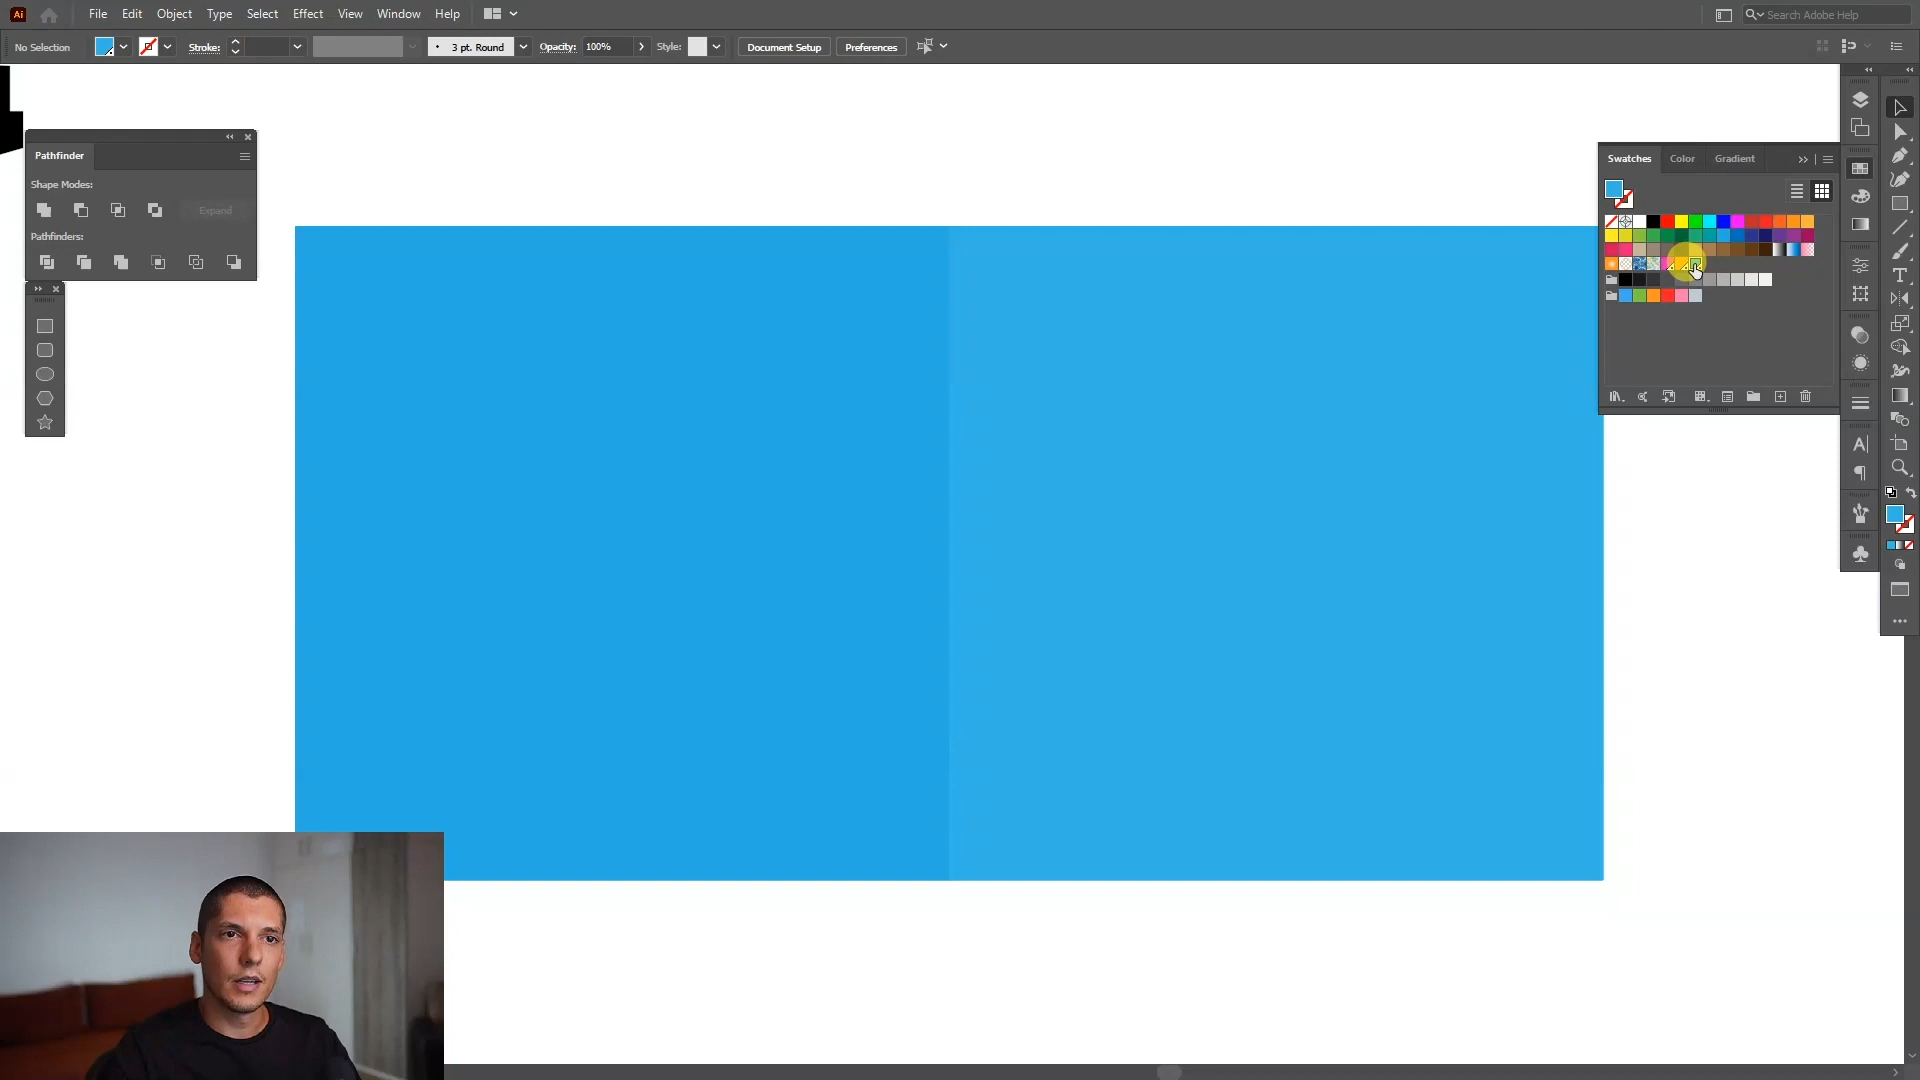 Ai File Edit Object Type Select Effect View Window Help Search Adobe Help
No Selection Stroke: 3 pt. Round Opacity: 100% Style: Document Setup Preferences
Pathfinder
Shape Modes:
Expand
Pathfinders:
Swatches Color Gradient